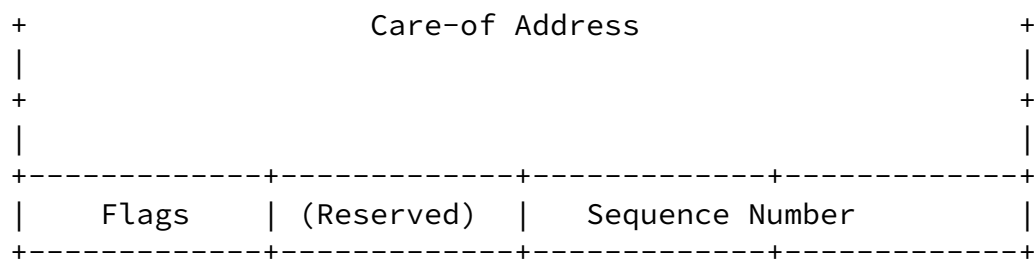 +                   Care-of Address                     +
|                                                       |
+                                                       +
|                                                       |
+-------------+-------------+-------------+-------------+
|    Flags    | (Reserved)  |   Sequence Number         |
+-------------+-------------+-------------+-------------+